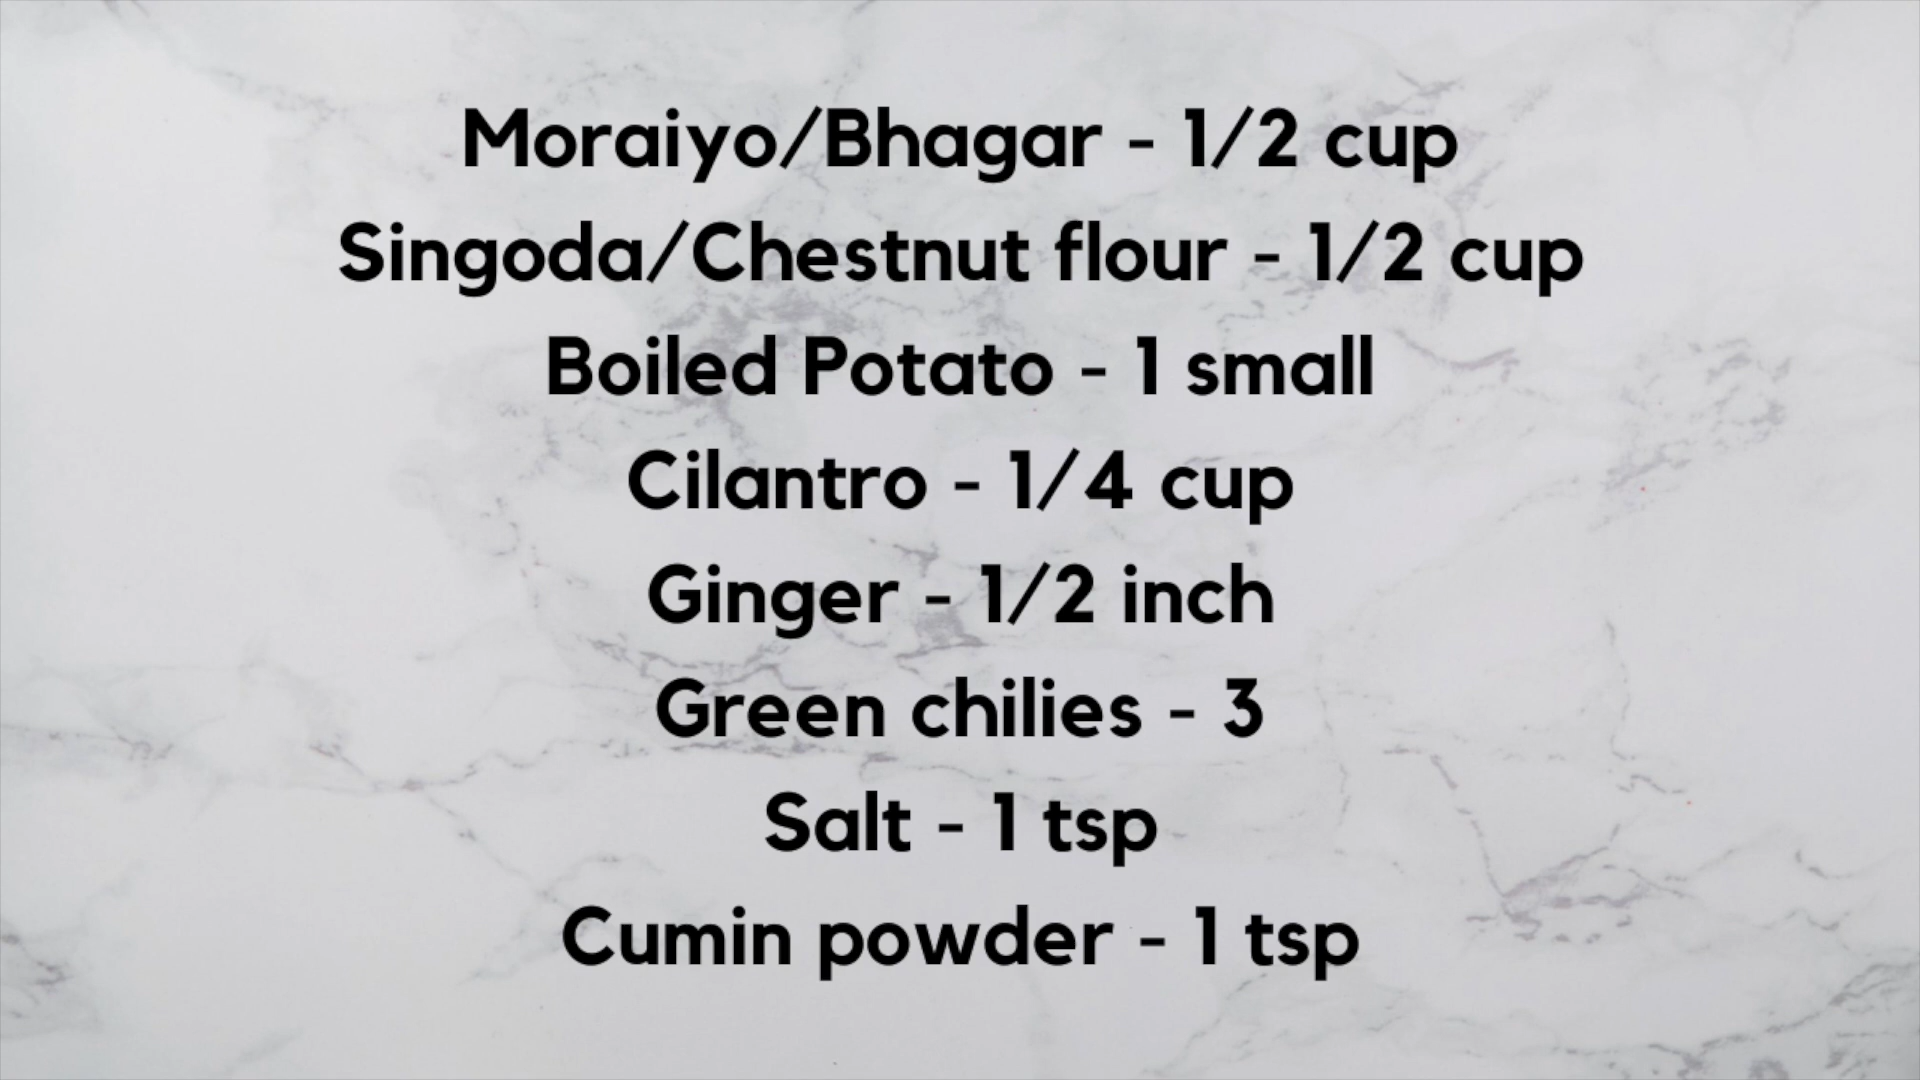 Moraiyo/Bhagar - 1/2 cup
Singoda/Chestnut flour - 1/2 cup
Boiled Potato - 1 small
Cilantro - 1/4 cup
Ginger - 1/2 inch
Green chilies - 3
Salt - 1 tsp
Cumin powder - 1 tsp